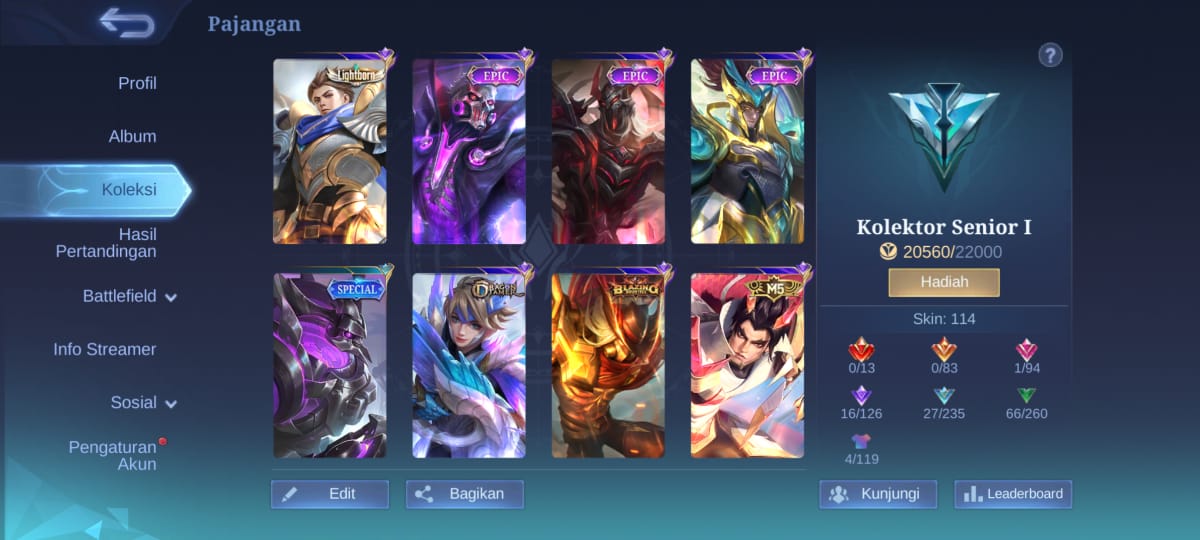 Pajangan
Profil
Album
Koleksi
Hasil
Pertandingan
Battlefield
Info Streamer
Sosial
Pengaturan
Akun
Lightborn
EPIC
EPIC
EPIC
SPECIAL
DRAGON
TAMER
BLAZING
M5
Edit
Bagikan
?
Kolektor Senior I
20560/22000
Hadiah
Skin: 114
0/13
0/83
1/94
16/126
27/235
66/260
4/119
Kunjungi
Leaderboard